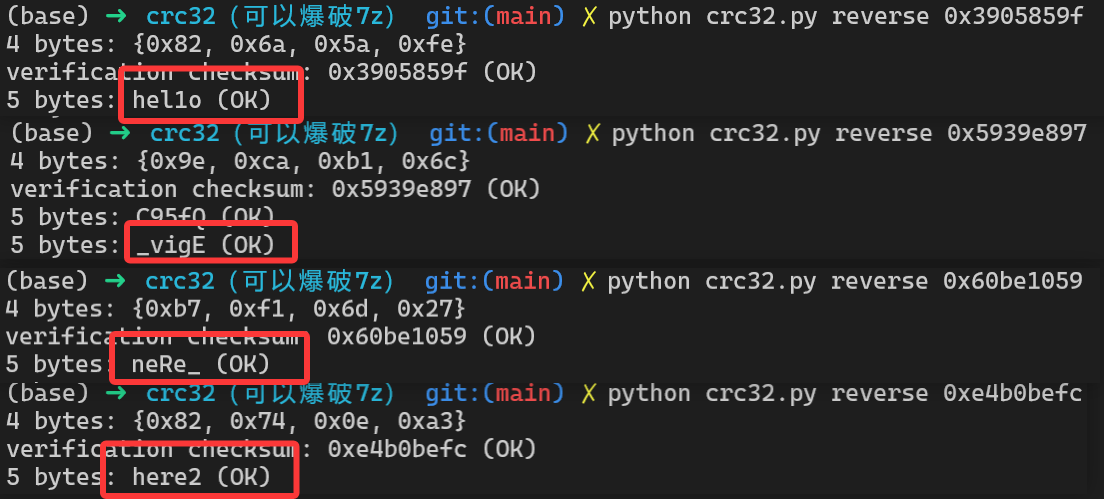 (base) ➜ crc32 (可以爆破7z) git:(main) ✗ python crc32.py reverse 0x3905859f
4 bytes: {0x82, 0x6a, 0x5a, 0xfe}
verification checksum: 0x3905859f (OK)
5 bytes: hel1o (OK)
(base) ➜ crc32 (可以爆破7z) git:(main) ✗ python crc32.py reverse 0x5939e897
4 bytes: {0x9e, 0xca, 0xb1, 0x6c}
verification checksum: 0x5939e897 (OK)
5 bytes: C95fQ (OK)
5 bytes: _vigE (OK)
(base) ➜ crc32 (可以爆破7z) git:(main) ✗ python crc32.py reverse 0x60be1059
4 bytes: {0xb7, 0xf1, 0x6d, 0x27}
verification checksum: 0x60be1059 (OK)
5 bytes: neRe_ (OK)
(base) ➜ crc32 (可以爆破7z) git:(main) ✗ python crc32.py reverse 0xe4b0befc
4 bytes: {0x82, 0x74, 0x0e, 0xa3}
verification checksum: 0xe4b0befc (OK)
5 bytes: here2 (OK)